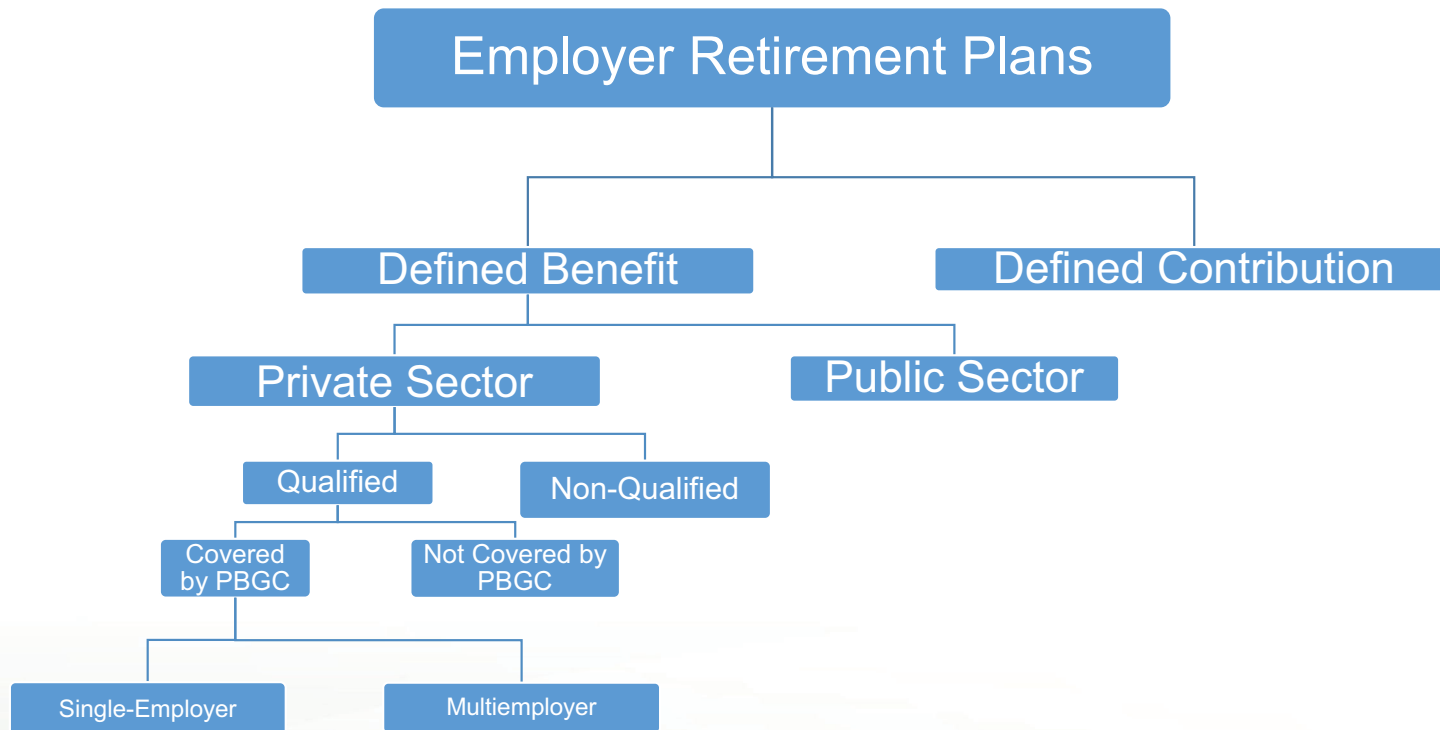 Employer Retirement Plans
Defined Benefit
Defined Contribution
Private Sector
Public Sector
Qualified
Non-Qualified
Covered
by PBGC
Not Covered by
PBGC
Single-Employer
Multiemployer